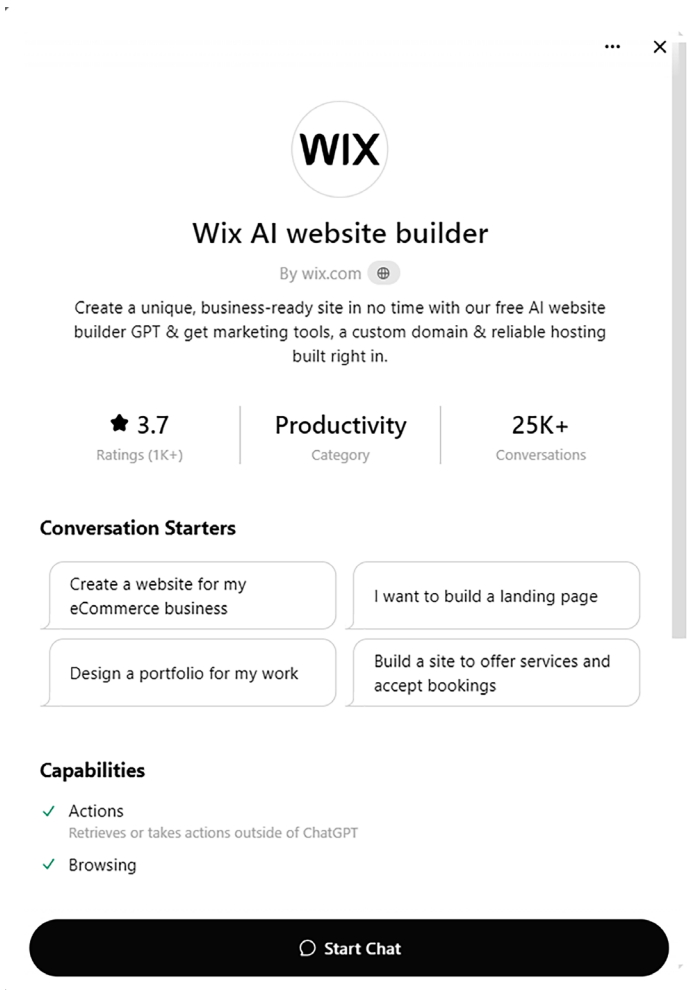 WIX
Wix AI website builder
By wix.com
Create a unique, business-ready site in no time with our free AI website
builder GPT & get marketing tools, a custom domain & reliable hosting
built right in.
3.7
Ratings (1K+)
Productivity
Category
25K+
Conversations
Conversation Starters
Create a website for my
eCommerce business
I want to build a landing page
Design a portfolio for my work
Build a site to offer services and
accept bookings
Capabilities
Actions
Retrieves or takes actions outside of ChatGPT
Browsing
Start Chat